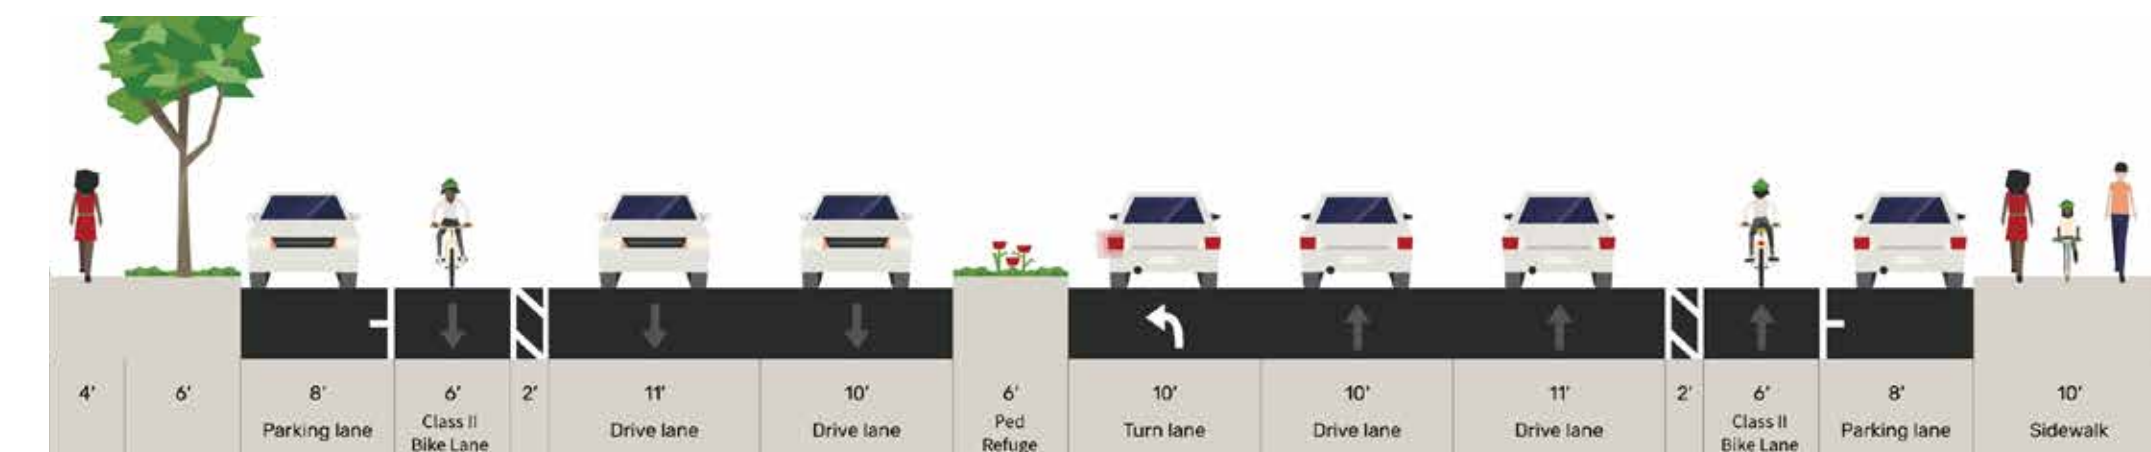 4' 6' 8' 6' 2' 11' 10' 6' 10' 10' 11' 2' 6' 8' 10'
Parking lane Class II Drive lane Drive lane Ped Turn lane Drive lane Drive lane Class II Parking lane Sidewalk
Bike Lane Refuge Bike Lane